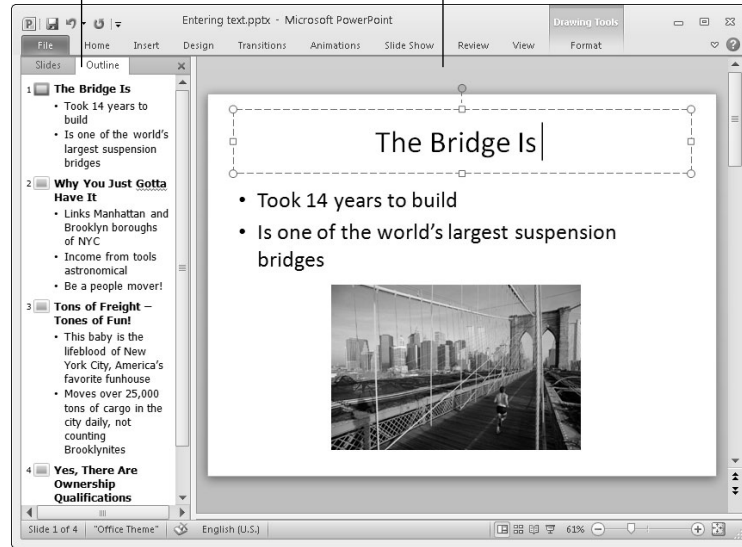 Entering text.pptx - Microsoft PowerPoint
Drawing Tools
File Home Insert Design Transitions Animations Slide Show Review View Format
Slides Outline
1 The Bridge Is
• Took 14 years to
build
• Is one of the world's
largest suspension
bridges
2 Why You Just Gotta
Have It
• Links Manhattan and
Brooklyn boroughs
of NYC
• Income from tools
astronomical
• Be a people mover!
3 Tons of Freight –
Tones of Fun!
• This baby is the
lifeblood of New
York City, America's
favorite funhouse
• Moves over 25,000
tons of cargo in the
city daily, not
counting
Brooklynites
4 Yes, There Are
Ownership
Qualifications
The Bridge Is
• Took 14 years to build
• Is one of the world's largest suspension
bridges
Slide 1 of 4 "Office Theme" English (U.S.) 61%